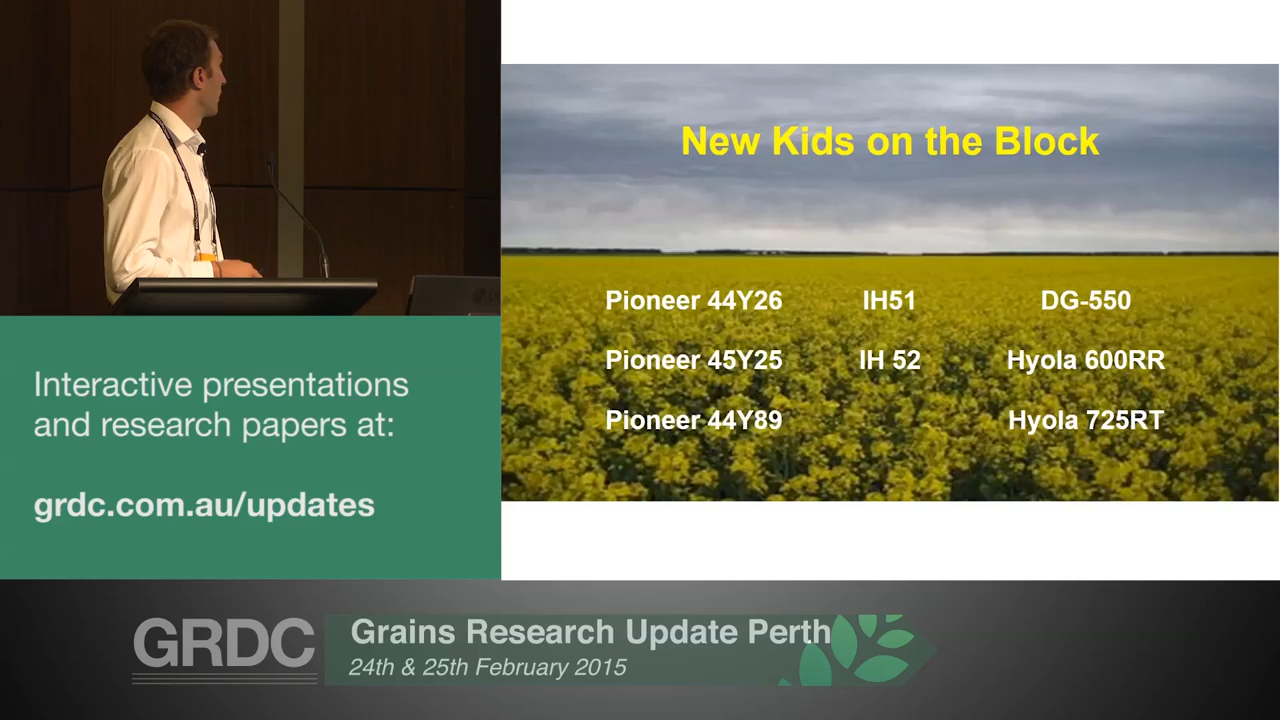 New Kids on the Block
Pioneer 44Y26 IH51 DG-550
Pioneer 45Y25 IH 52 Hyola 600RR
Pioneer 44Y89 Hyola 725RT
Interactive presentations
and research papers at:
grdc.com.au/updates
GRDC
Grains Research Update Perth
24th & 25th February 2015